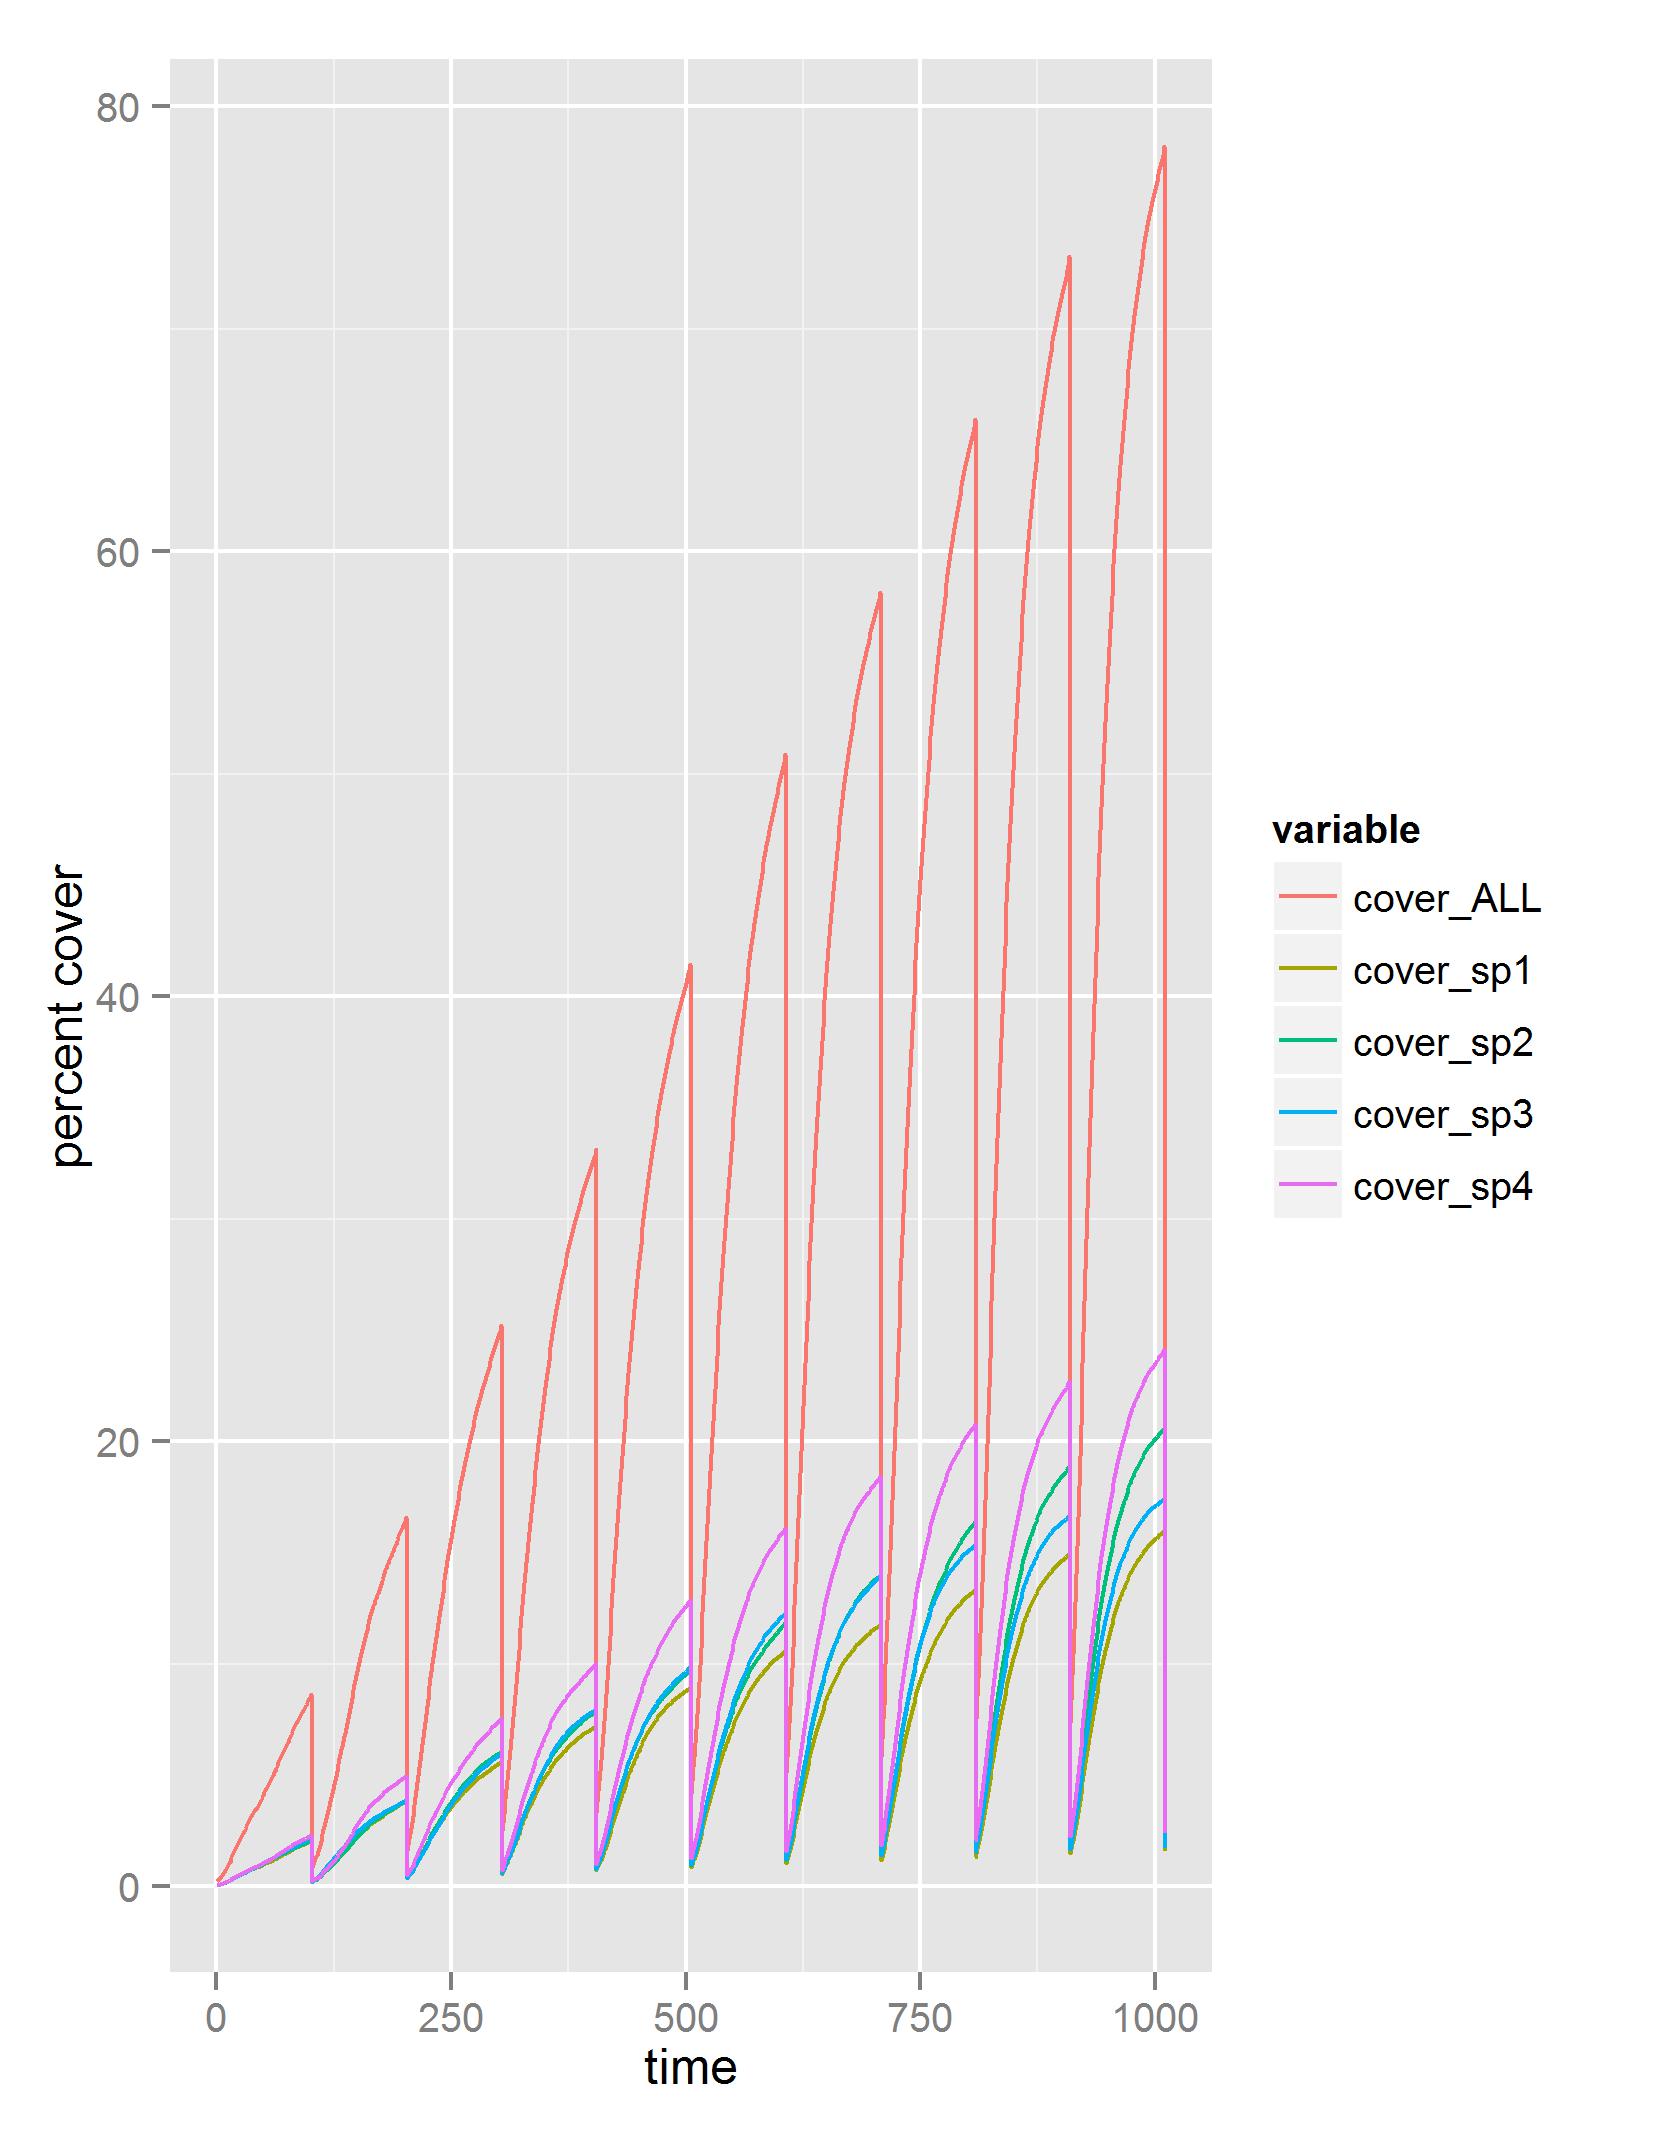 80
60
40
20
0
percent cover
0 250 500 750 1000
time
variable
cover_ALL
cover_sp1
cover_sp2
cover_sp3
cover_sp4